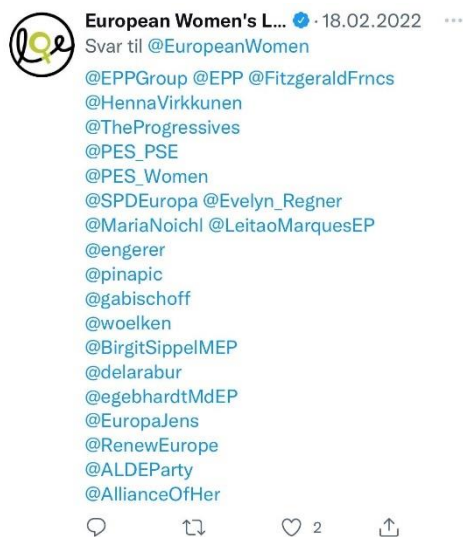 European Women's L... · 18.02.2022 ...
Svar til @EuropeanWomen
@EPPGroup @EPP @FitzgeraldFrncs
@HennaVirkkunen
@TheProgressives
@PES_PSE
@PES_Women
@SPDEuropa @Evelyn_Regner
@MariaNoichl @LeitaoMarquesEP
@engerer
@pinapic
@gabischoff
@woelken
@BirgitSippelMEP
@delarabur
@egebhardtMdEP
@EuropaJens
@RenewEurope
@ALDEParty
@AllianceOfHer
2